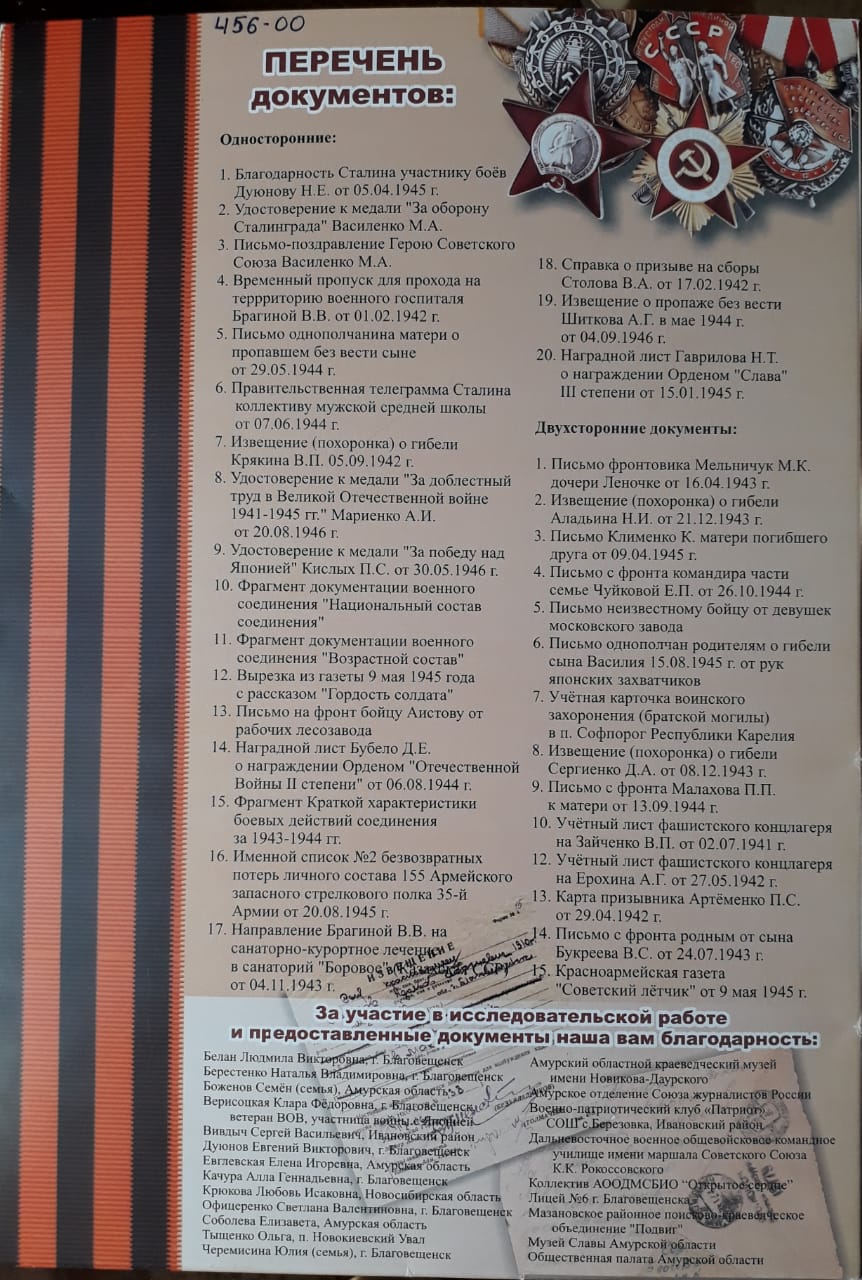 456-00
ПЕРЕЧЕНЬ
документов:
Односторонние:
1. Благодарность Сталина участнику боёв
Дуюнову Н.Е. от 05.04.1945 г.
2. Удостоверение к медали "За оборону
Сталинграда" Василенко М.А.
3. Письмо-поздравление Герою Советского
Союза Василенко М.А.
4. Временный пропуск для прохода на
террриторию военного госпиталя
Брагиной В.В. от 01.02.1942 г.
5. Письмо однополчанина матери о
пропавшем без вести сыне
от 29.05.1944 г.
6. Правительственная телеграмма Сталина
коллективу мужской средней школы
от 07.06.1944 г.
7. Извещение (похоронка) о гибели
Крякина В.П. 05.09.1942 г.
8. Удостоверение к медали "За доблестный
труд в Великой Отечественной войне
1941-1945 гг." Мариенко А.И.
от 20.08.1946 г.
9. Удостоверение к медали "За победу над
Японией" Кислых П.С. от 30.05.1946 г.
10. Фрагмент документации военного
соединения "Национальный состав
соединения"
11. Фрагмент документации военного
соединения "Возрастной состав"
12. Вырезка из газеты 9 мая 1945 года
с рассказом "Гордость солдата"
13. Письмо на фронт бойцу Аистову от
рабочих лесозавода
14. Наградной лист Бубело Д.Е.
о награждении Орденом "Отечественной
Войны II степени" от 06.08.1944 г.
15. Фрагмент Краткой характеристики
боевых действий соединения
за 1943-1944 гг.
16. Именной список №2 безвозвратных
потерь личного состава 155 Армейского
запасного стрелкового полка 35-й
Армии от 20.08.1945 г.
17. Направление Брагиной В.В. на
санаторно-курортное лечение
в санаторий "Боровое"
от 04.11.1943 г.
18. Справка о призыве на сборы
Столова В.А. от 17.02.1942 г.
19. Извещение о пропаже без вести
Шиткова А.Г. в мае 1944 г.
от 04.09.1946 г.
20. Наградной лист Гаврилова Н.Т.
о награждении Орденом "Слава"
III степени от 15.01.1945 г.
Двухсторонние документы:
1. Письмо фронтовика Мельничук М.К.
дочери Леночке от 16.04.1943 г.
2. Извещение (похоронка) о гибели
Аладьина Н.И. от 21.12.1943 г.
3. Письмо Клименко К. матери погибшего
друга от 09.04.1945 г.
4. Письмо с фронта командира части
семье Чуйковой Е.П. от 26.10.1944 г.
5. Письмо неизвестному бойцу от девушек
московского завода
6. Письмо однополчан родителям о гибели
сына Василия 15.08.1945 г. от рук
японских захватчиков
7. Учётная карточка воинского
захоронения (братской могилы)
в п. Софпорог Республики Карелия
8. Извещение (похоронка) о гибели
Сергиенко Д.А. от 08.12.1943 г.
9. Письмо с фронта Малахова П.П.
к матери от 13.09.1944 г.
10. Учётный лист фашистского концлагеря
на Зайченко В.П. от 02.07.1941 г.
12. Учётный лист фашистского концлагеря
на Ерохина А.Г. от 27.05.1942 г.
13. Карта призывника Артёменко П.С.
от 29.04.1942 г.
14. Письмо с фронта родным от сына
Букреева В.С. от 24.07.1943 г.
15. Красноармейская газета
"Советский лётчик" от 9 мая 1945 г.
ИЗВЕЩЕНИЕ
За участие в исследовательской работе
и предоставленные документы наша вам благодарность:
Белан Людмила Викторовна, г. Благовещенск
Берестенко Наталья Владимировна, г. Благовещенск
Боженов Семён (семья), Амурская область
Верисоцкая Клара Фёдоровна, г. Благовещенск
ветеран ВОВ, участница войны с Японией
Вивдыч Сергей Васильевич, Ивановский район
Дуюнов Евгений Викторович, г. Благовещенск
Евглевская Елена Игоревна, Амурская область
Качура Алла Геннадьевна, г. Благовещенск
Крюкова Любовь Исаковна, Новосибирская область
Офицеренко Светлана Валентиновна, г. Благовещенск
Соболева Елизавета, Амурская область
Тыщенко Ольга, п. Новокиевский Увал
Черемисина Юлия (семья), г. Благовещенск
Амурский областной краеведческий музей
имени Новикова-Даурского
Амурское отделение Союза журналистов России
Военно-патриотический клуб «Патриот»
СОШ с.Березовка, Ивановский район
Дальневосточное военное общевойсковое командное
училище имени маршала Советского Союза
К.К. Рокоссовского
Коллектив АООДМСБИО "Открытое сердце"
Лицей №6 г. Благовещенска
Мазановское районное поисково-краеведческое
объединение "Подвиг"
Музей Славы Амурской области
Общественная палата Амурской области